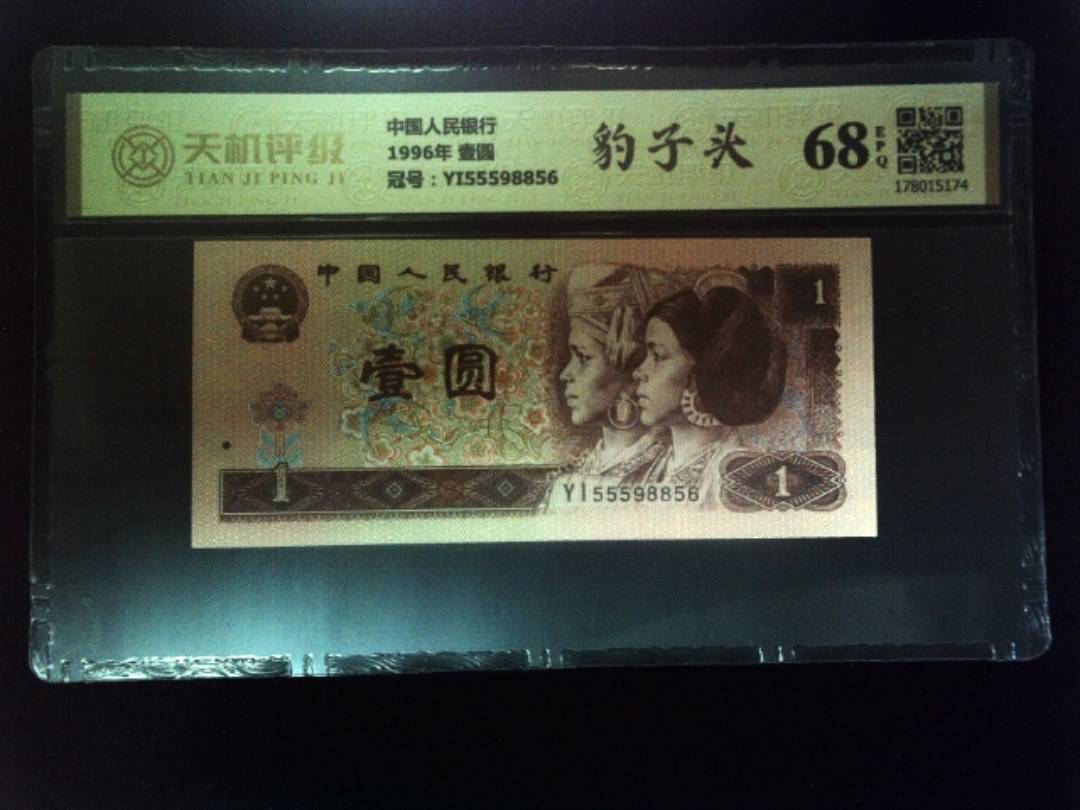 天机评级
TIAN JI PING JI
中国人民银行
1996年 壹圆
冠号：YI55598856
豹子头
68
EPQ
178015174
中国人民银行
1
壹圆
1
YI55598856
1